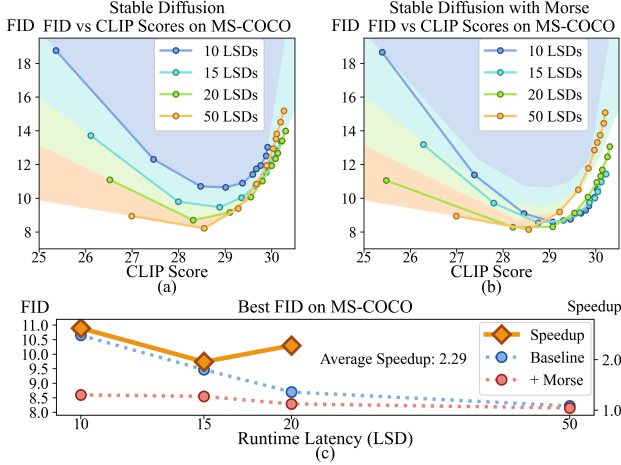 Stable Diffusion
FID FID vs CLIP Scores on MS-COCO
18
16
14
12
10
8
10 LSDs
15 LSDs
20 LSDs
50 LSDs
25 26 27 28 29 30
CLIP Score
(a)
Stable Diffusion with Morse
FID FID vs CLIP Scores on MS-COCO
18
16
14
12
10
8
10 LSDs
15 LSDs
20 LSDs
50 LSDs
25 26 27 28 29 30
CLIP Score
(b)
FID Best FID on MS-COCO Speedup
11.0
10.5
10.0
9.5
9.0
8.5
8.0
Average Speedup: 2.29
Speedup
Baseline
+ Morse
2.0
1.0
10 15 20 50
Runtime Latency (LSD)
(c)